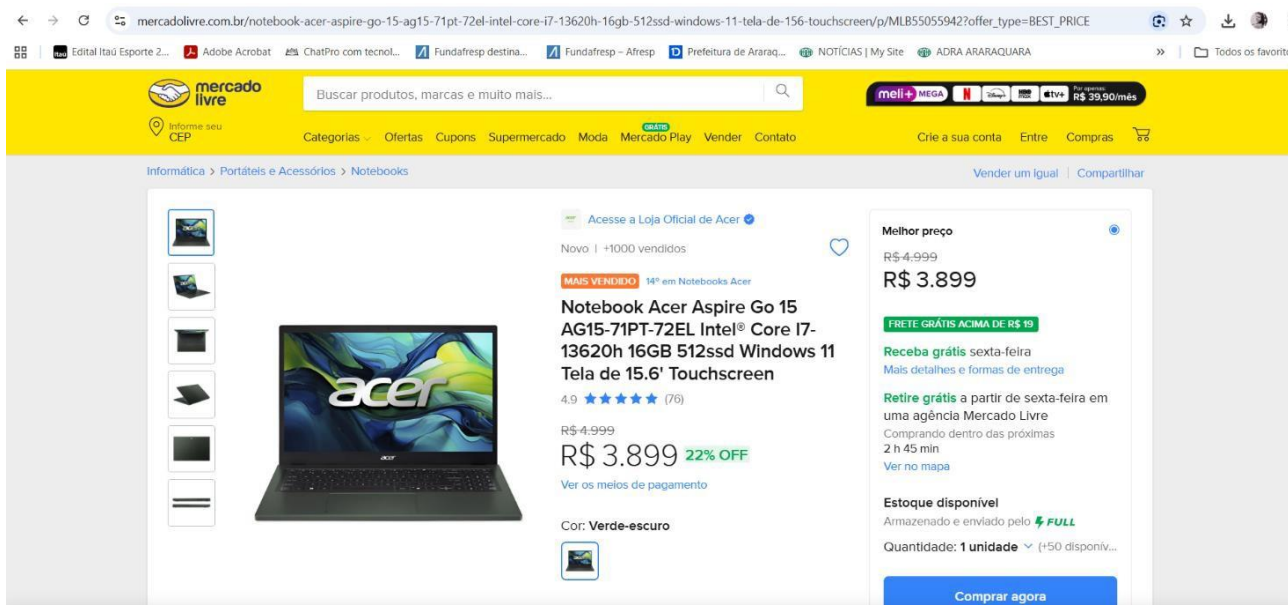 mercadolivre.com.br/notebook-acer-aspire-go-15-ag15-71pt-72el-intel-core-i7-13620h-16gb-512ssd-windows-11-tela-de-156-touchscreen/p/MLB55055942?offer_type=BEST_PRICE
Itaú Edital Itaú Esporte 2... Adobe Acrobat ChatPro com tecnol... Fundafresp destina... Fundafresp – Afresp Prefeitura de Araraq... NOTÍCIAS | My Site ADRA ARARAQUARA » Todos os favorit
mercado
livre
Buscar produtos, marcas e muito mais...
meli+ MEGA N Disney+ HBO max tv+ Por apenas
R$ 39,90/mês
Informe seu
CEP
GRÁTIS
Categorias Ofertas Cupons Supermercado Moda Mercado Play Vender Contato
Crie a sua conta Entre Compras
Informática > Portáteis e Acessórios > Notebooks
Vender um igual | Compartilhar
acer
acer
acer Acesse a Loja Oficial de Acer
Novo | +1000 vendidos
MAIS VENDIDO 14º em Notebooks Acer
Notebook Acer Aspire Go 15
AG15-71PT-72EL Intel® Core I7-
13620h 16GB 512ssd Windows 11
Tela de 15.6' Touchscreen
4.9 (76)
R$ 4.999
R$ 3.899 22% OFF
Ver os meios de pagamento
Cor: Verde-escuro
Melhor preço
R$ 4.999
R$ 3.899
FRETE GRÁTIS ACIMA DE R$ 19
Receba grátis sexta-feira
Mais detalhes e formas de entrega
Retire grátis a partir de sexta-feira em
uma agência Mercado Livre
Comprando dentro das próximas
2 h 45 min
Ver no mapa
Estoque disponível
Armazenado e enviado pelo FULL
Quantidade: 1 unidade (+50 disponív...
Comprar agora